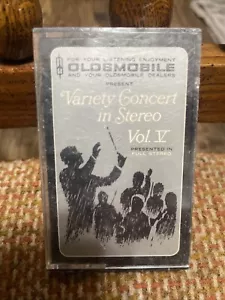 FOR YOUR LISTENING ENJOYMENT
OLDSMOBILE
AND YOUR OLDSMOBILE DEALERS
PRESENT
Variety Concert
in Stereo
Vol. V
PRESENTED IN
FULL STEREO